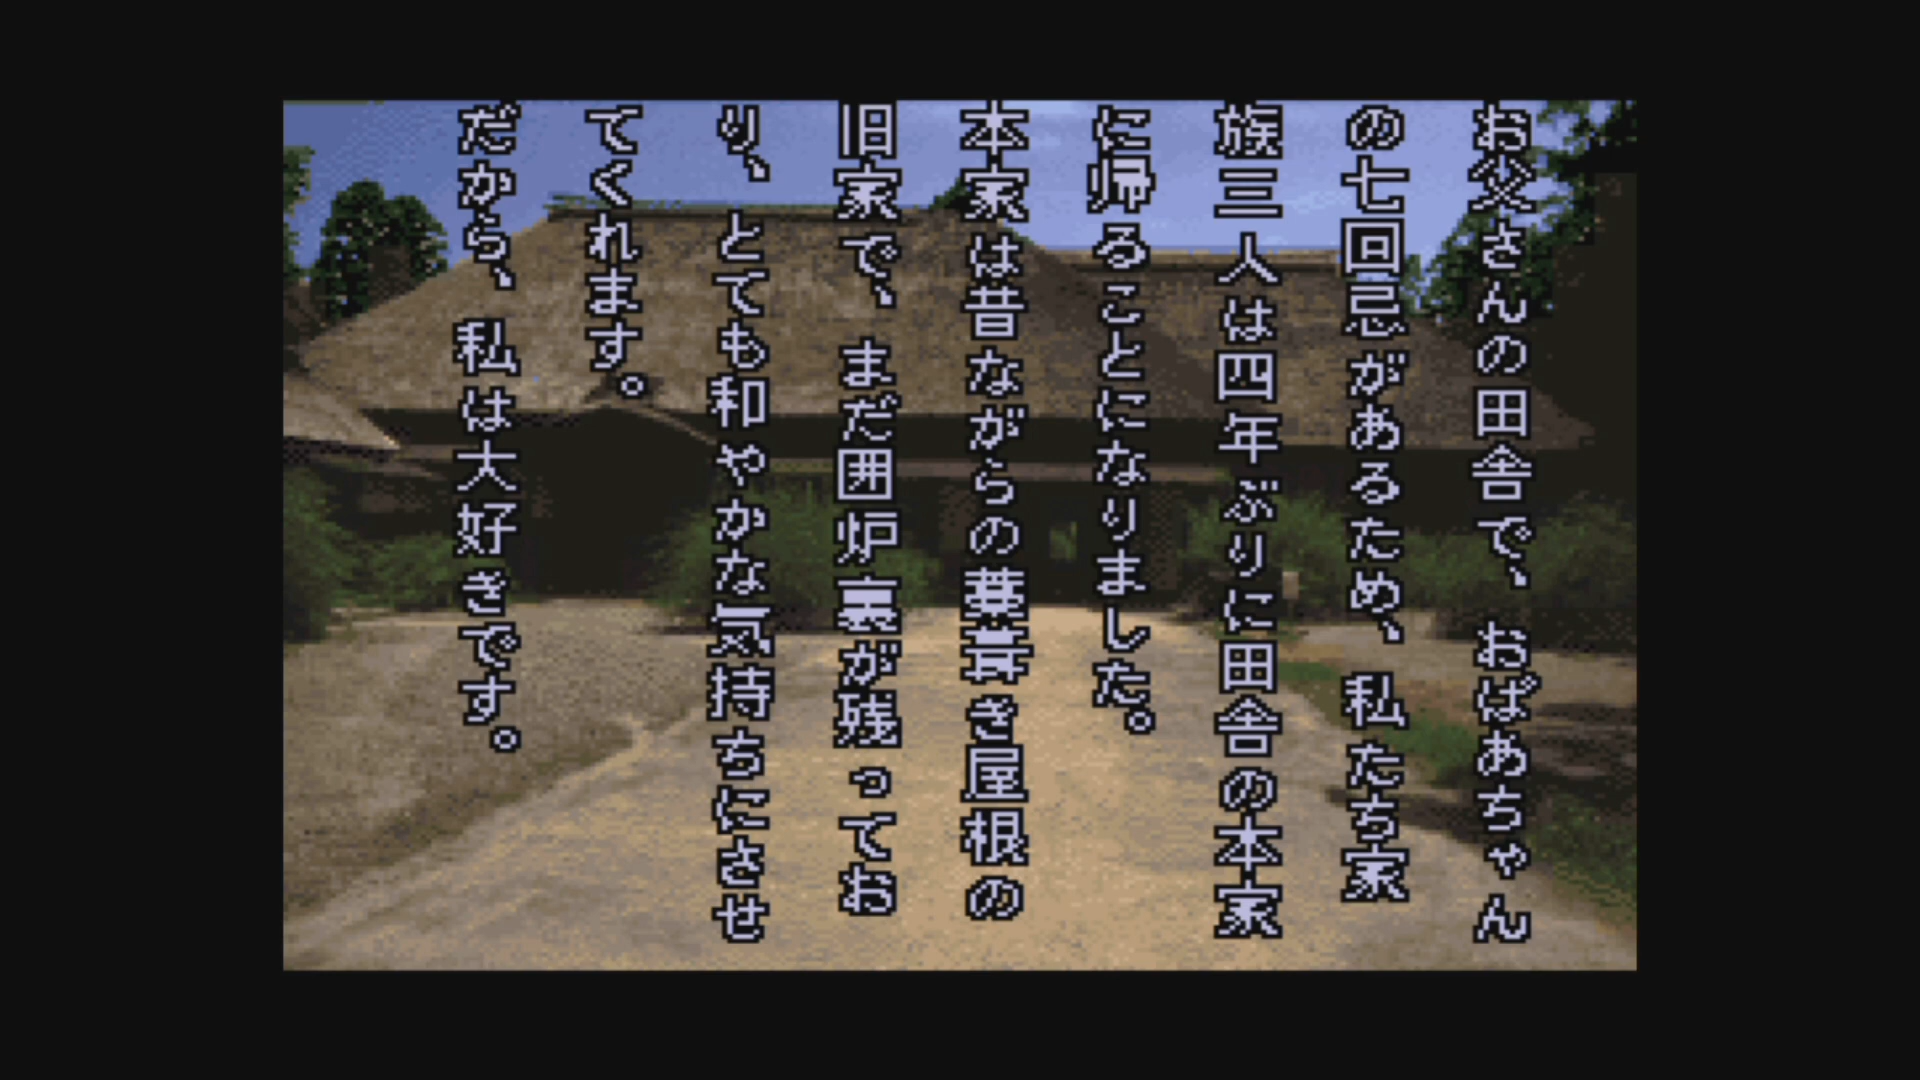 お父さんの田舎で、おばあちゃん
の七回忌があるため、私たち家
族三人は四年ぶりに田舎の本家
に帰ることになりました。
本家は昔ながらの藁葺き屋根の
旧家で、まだ囲炉裏が残ってお
り、とても和やかな気持ちにさせ
てくれます。
だから、私は大好きです。